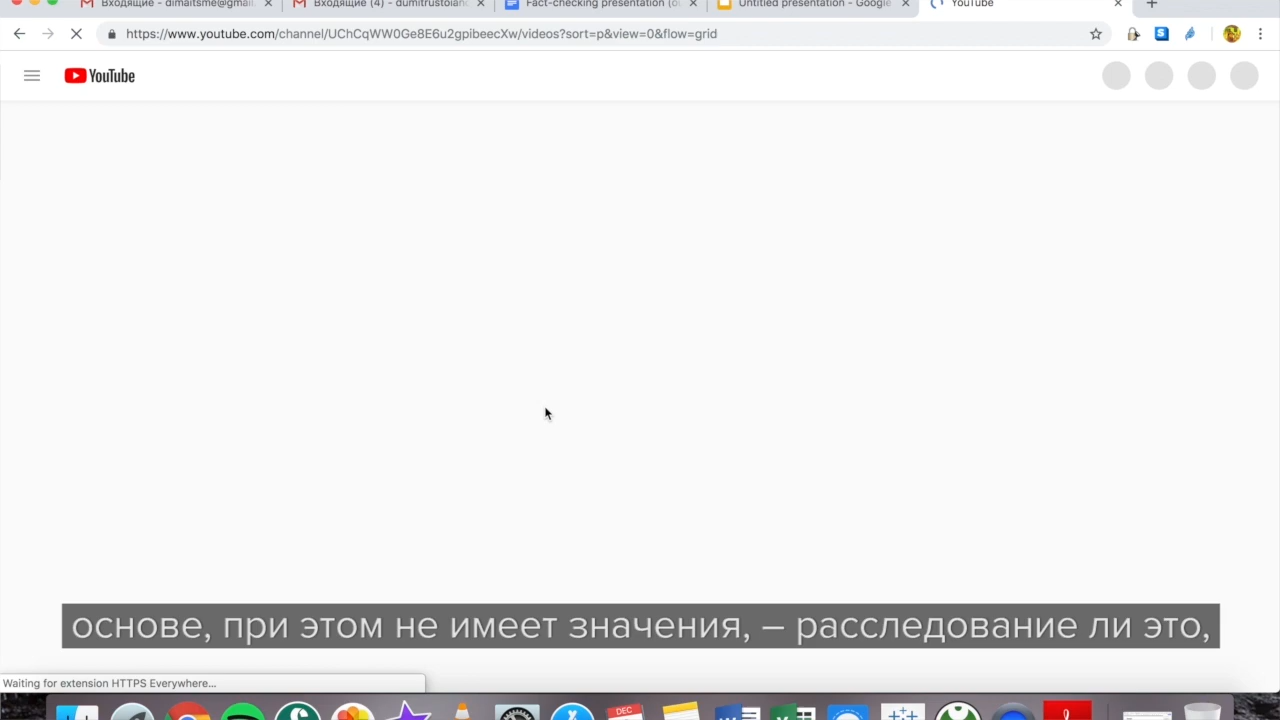 Входящие - dimaitsme@gmail.
Входящие (4) - dumitrustoian
Fact-checking presentation (ou
Untitled presentation - Google
YouTube
https://www.youtube.com/channel/UChCqWW0Ge8E6u2gpibeecXw/videos?sort=p&view=0&flow=grid
YouTube
основе, при этом не имеет значения, – расследование ли это,
Waiting for extension HTTPS Everywhere...
DEC